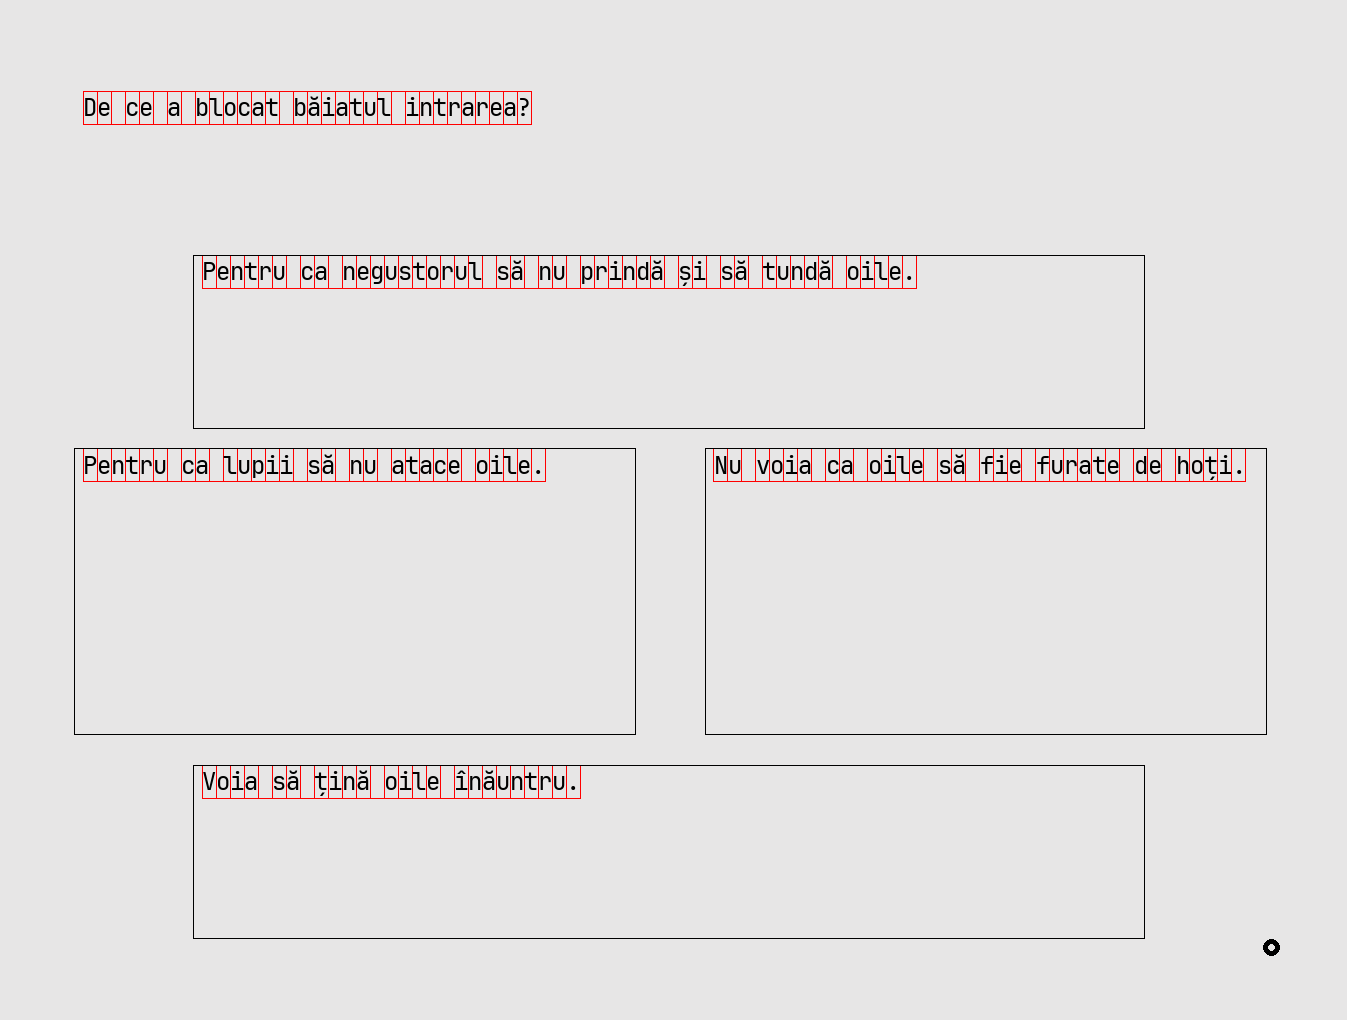 De ce a blocat băiatul intrarea?
Pentru ca negustorul să nu prindă și să tundă oile.
Pentru ca lupii să nu atace oile.
Nu voia ca oile să fie furate de hoți.
Voia să țină oile înăuntru.